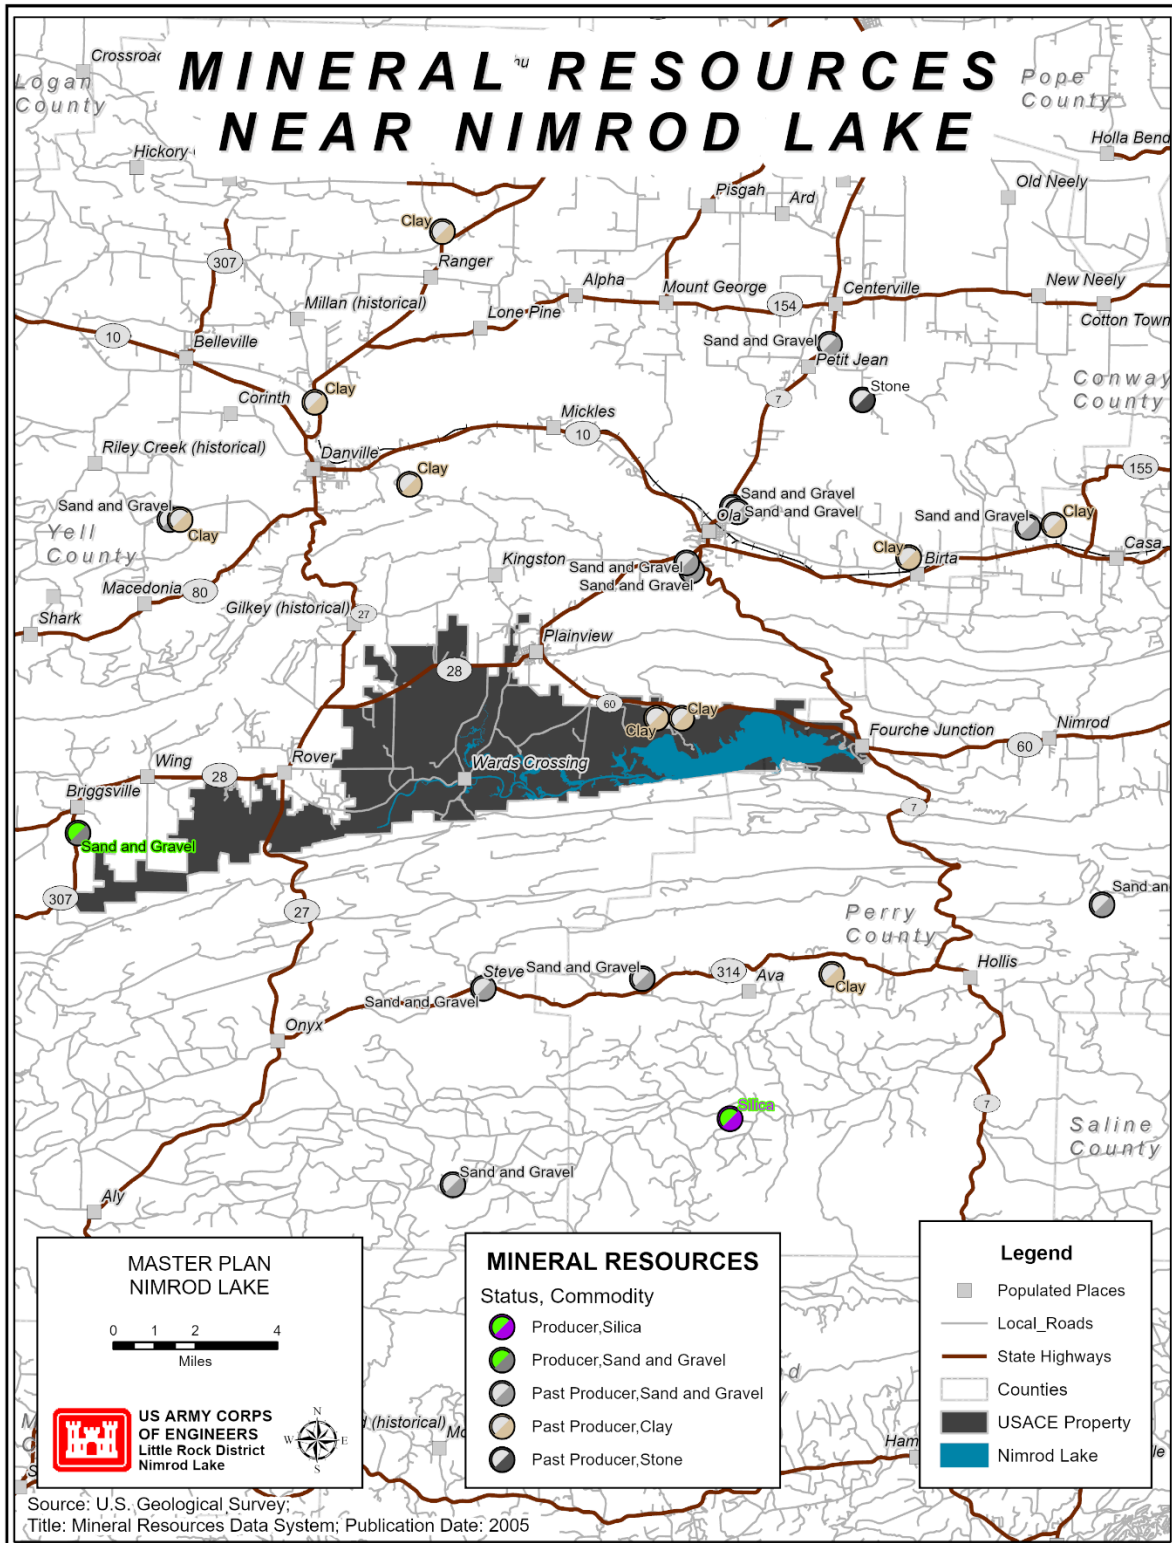 MINERAL RESOURCES
NEAR NIMROD LAKE
Logan
County
Pope
County
Holla Bend
Pisgah
Ard
Old Neely
Clay
307
Ranger
Millan (historical)
Alpha
Mount George
154
Centerville
New Neely
Cotton Town
10
Belleville
Lone Pine
Sand and Gravel
Petit Jean
Corinth
Clay
7
Stone
Conway
County
Mickles
10
Riley Creek (historical)
Danville
Clay
155
Sand and Gravel
Clay
Yell
County
Sand and Gravel
Sand and Gravel
Ola
Sand and Gravel
Clay
Casa
Clay
Birta
Kingston
Sand and Gravel
Sand and Gravel
Macedonia
80
Gilkey (historical)
27
Shark
Plainview
28
60
Clay
Clay
Fourche Junction
Nimrod
60
Wing
28
Rover
Wards Crossing
Briggsville
Sand and Gravel
7
307
27
Sand an
Perry
County
Steve
Sand and Gravel
314
Ava
Hollis
Sand and Gravel
Clay
Onyx
Silica
7
Saline
County
Sand and Gravel
Aly
MASTER PLAN
NIMROD LAKE
0 1 2 4
Miles
US ARMY CORPS
OF ENGINEERS
Little Rock District
Nimrod Lake
N
W E
S
MINERAL RESOURCES
Status, Commodity
Producer,Silica
Producer,Sand and Gravel
Past Producer,Sand and Gravel
Past Producer,Clay
Past Producer,Stone
Legend
Populated Places
Local_Roads
State Highways
Counties
USACE Property
Nimrod Lake
(historical)
Source: U.S. Geological Survey;
Title: Mineral Resources Data System; Publication Date: 2005